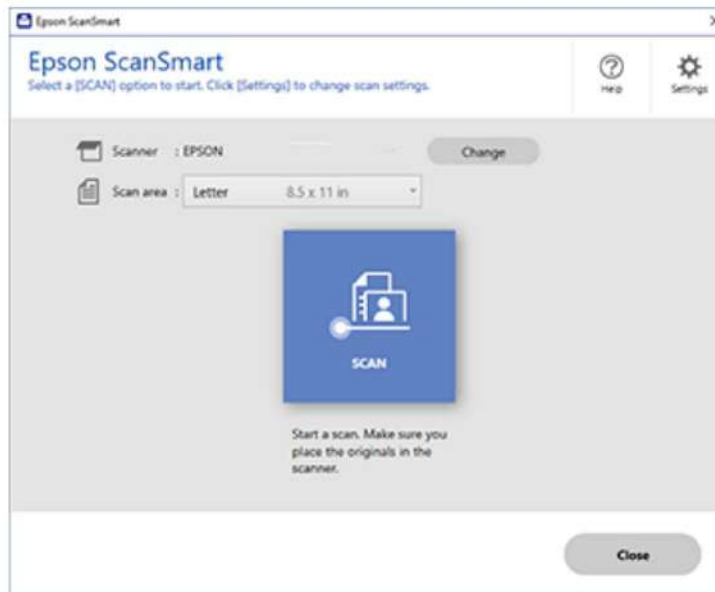 Epson ScanSmart
Epson ScanSmart
Select a [SCAN] option to start. Click [Settings] to change scan settings.
Help
Settings
Scanner : EPSON
Change
Scan area : Letter 8.5 x 11 in
SCAN
Start a scan. Make sure you
place the originals in the
scanner.
Close